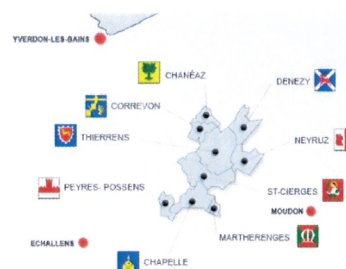 YVERDON-LES-BAINS
CHANÉAZ
DENEZY
CORREVON
THIERRENS
NEYRUZ
PEYRES- POSSENS
ST-CIERGES
MOUDON
MARTHERENGES
ECHALLENS
CHAPELLE